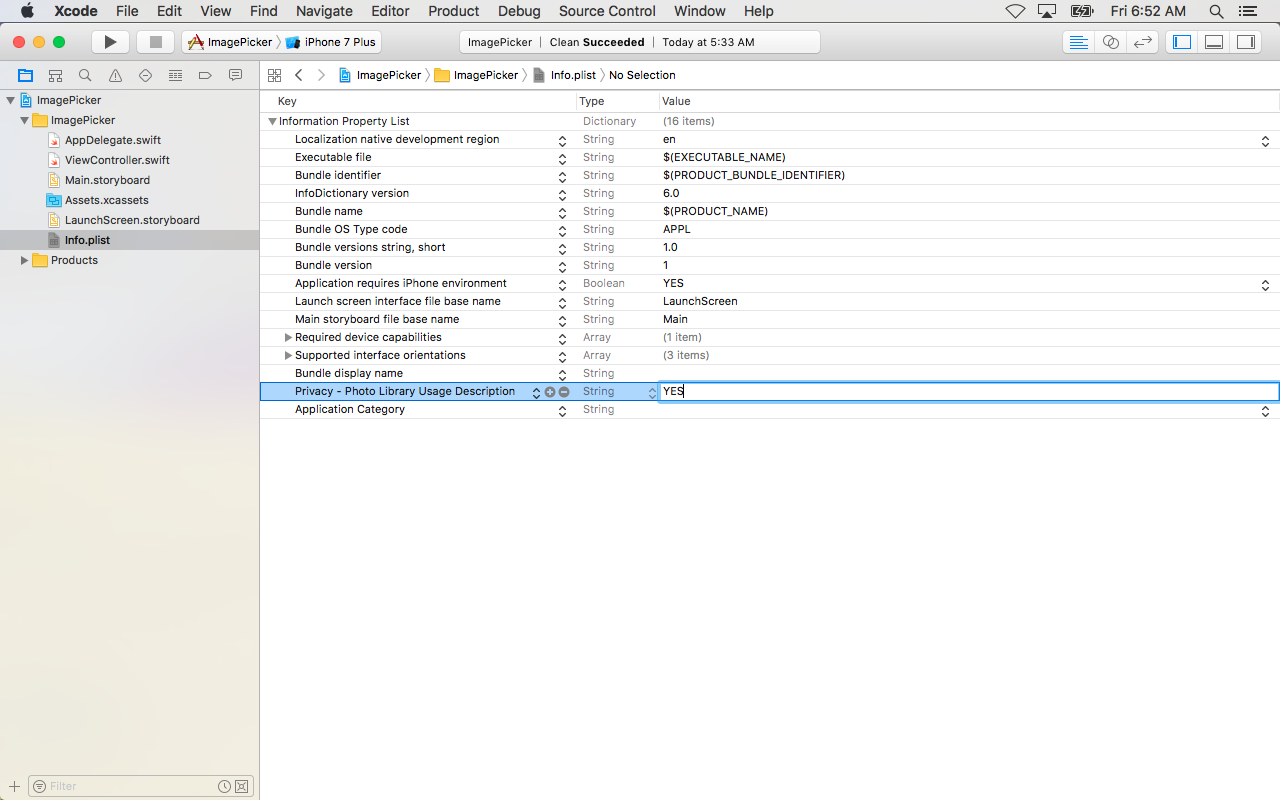 Xcode File Edit View Find Navigate Editor Product Debug Source Control Window Help Fri 6:52 AM
ImagePicker iPhone 7 Plus ImagePicker | Clean Succeeded | Today at 5:33 AM
ImagePicker ImagePicker Info.plist No Selection
ImagePicker
ImagePicker
AppDelegate.swift
ViewController.swift
Main.storyboard
Assets.xcassets
LaunchScreen.storyboard
Info.plist
Products
Filter
Key Type Value
Information Property List Dictionary (16 items)
Localization native development region String en
Executable file String $(EXECUTABLE_NAME)
Bundle identifier String $(PRODUCT_BUNDLE_IDENTIFIER)
InfoDictionary version String 6.0
Bundle name String $(PRODUCT_NAME)
Bundle OS Type code String APPL
Bundle versions string, short String 1.0
Bundle version String 1
Application requires iPhone environment Boolean YES
Launch screen interface file base name String LaunchScreen
Main storyboard file base name String Main
Required device capabilities Array (1 item)
Supported interface orientations Array (3 items)
Bundle display name String
Privacy - Photo Library Usage Description String YES
Application Category String